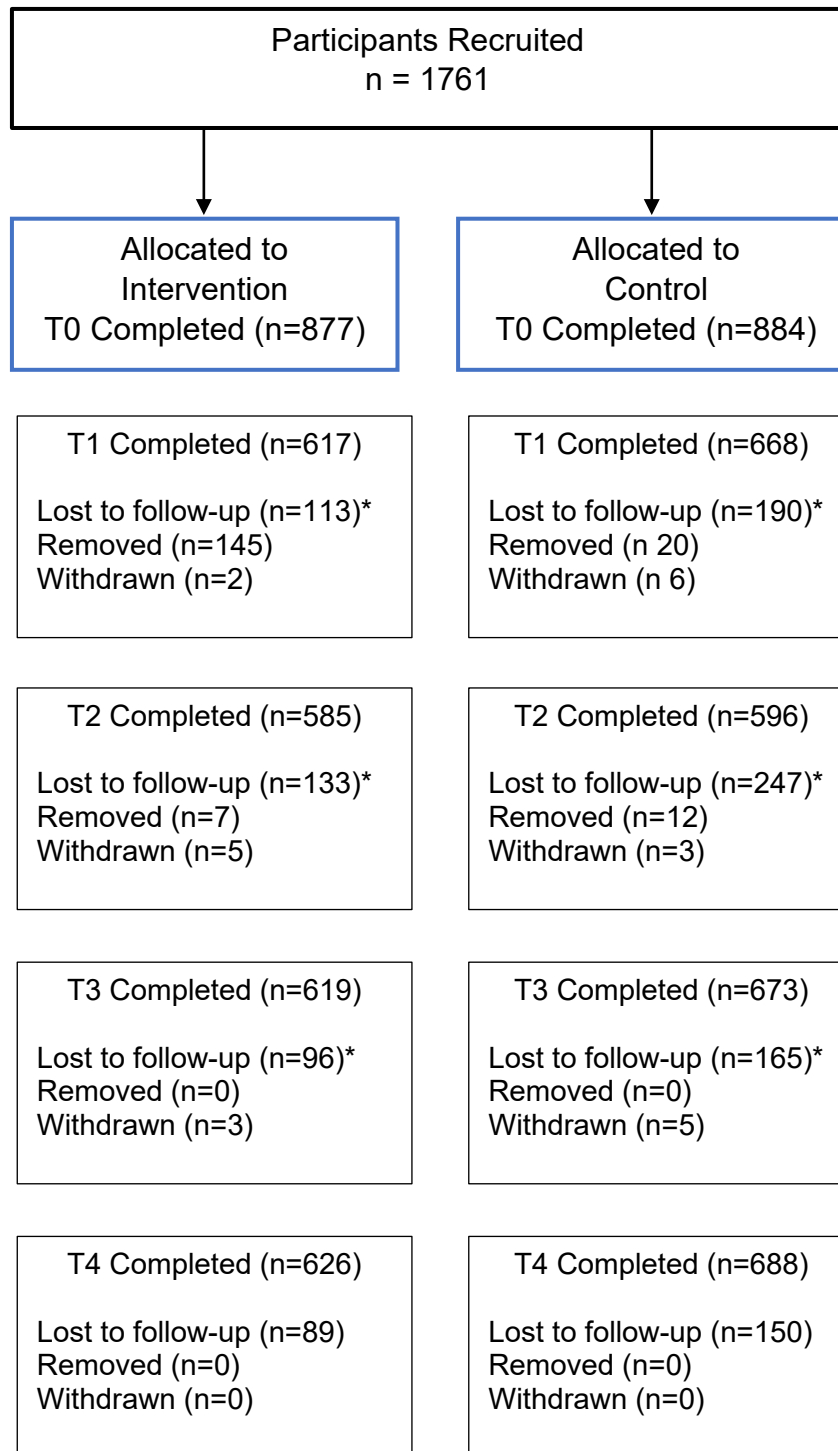 Participants Recruited
n = 1761
Allocated to
Intervention
T0 Completed (n=877)
Allocated to
Control
T0 Completed (n=884)
T1 Completed (n=617)
Lost to follow-up (n=113)*
Removed (n=145)
Withdrawn (n=2)
T1 Completed (n=668)
Lost to follow-up (n=190)*
Removed (n 20)
Withdrawn (n 6)
T2 Completed (n=585)
Lost to follow-up (n=133)*
Removed (n=7)
Withdrawn (n=5)
T2 Completed (n=596)
Lost to follow-up (n=247)*
Removed (n=12)
Withdrawn (n=3)
T3 Completed (n=619)
Lost to follow-up (n=96)*
Removed (n=0)
Withdrawn (n=3)
T3 Completed (n=673)
Lost to follow-up (n=165)*
Removed (n=0)
Withdrawn (n=5)
T4 Completed (n=626)
Lost to follow-up (n=89)
Removed (n=0)
Withdrawn (n=0)
T4 Completed (n=688)
Lost to follow-up (n=150)
Removed (n=0)
Withdrawn (n=0)